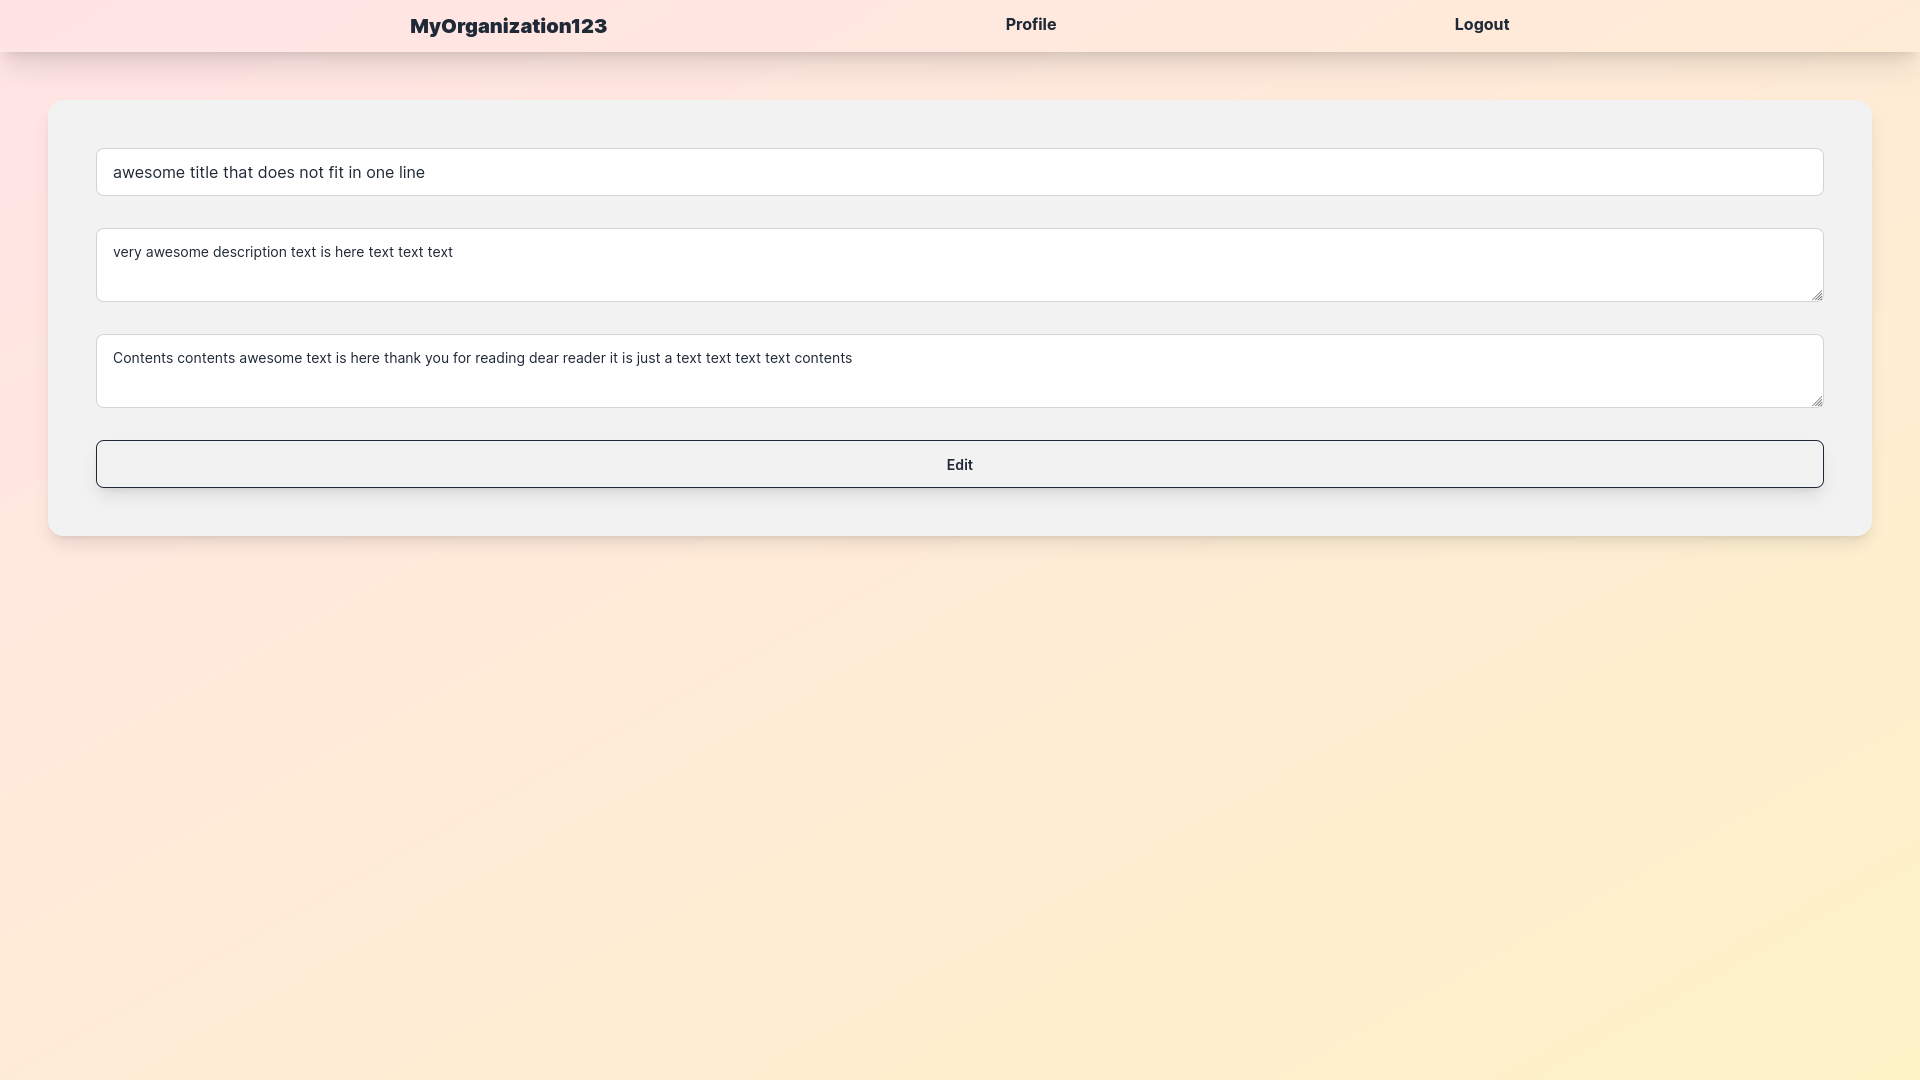 MyOrganization123
Profile
Logout
awesome title that does not fit in one line
very awesome description text is here text text text
Contents contents awesome text is here thank you for reading dear reader it is just a text text text text contents
Edit